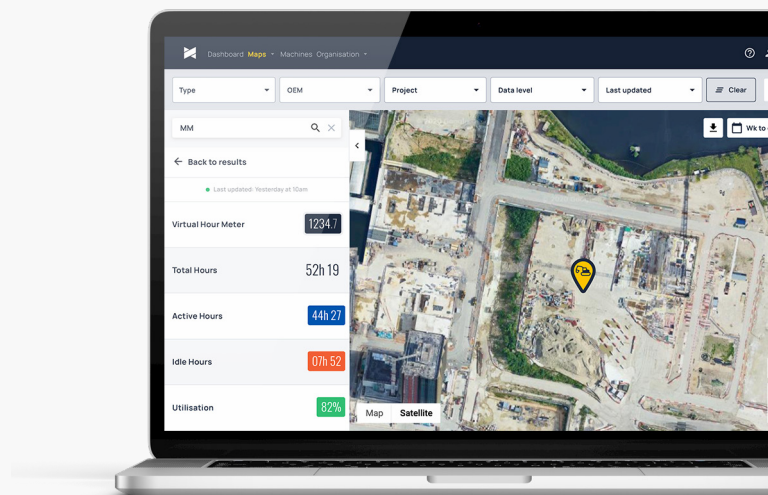 Dashboard Maps Machines Organisation
Type OEM Project Data level Last updated Clear
MM
Wk to
Back to results
Last updated: Yesterday at 10am
Virtual Hour Meter 1234.7
Total Hours 52h 19
Active Hours 44h 27
Idle Hours 07h 52
Utilisation 82%
Map Satellite